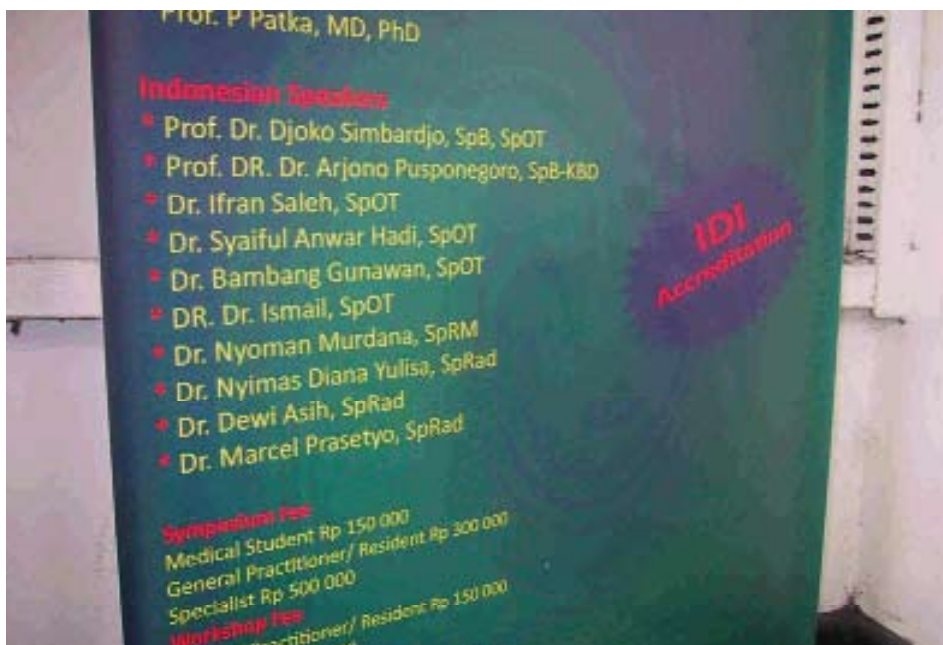 Prof. P Patka, MD, PhD
Indonesian Speakers
* Prof. Dr. Djoko Simbardjo, SpB, SpOT
* Prof. DR. Dr. Arjono Pusponegoro, SpB-KBD
* Dr. Ifran Saleh, SpOT
* Dr. Syaiful Anwar Hadi, SpOT
* Dr. Bambang Gunawan, SpOT
* DR. Dr. Ismail, SpOT
* Dr. Nyoman Murdana, SpRM
* Dr. Nyimas Diana Yulisa, SpRad
* Dr. Dewi Asih, SpRad
* Dr. Marcel Prasetyo, SpRad
IDI
Accreditation
Symposium Fee
Medical Student Rp 150 000
General Practitioner/ Resident Rp 300 000
Specialist Rp 500 000
Workshop Fee
Practitioner/ Resident Rp 150 000